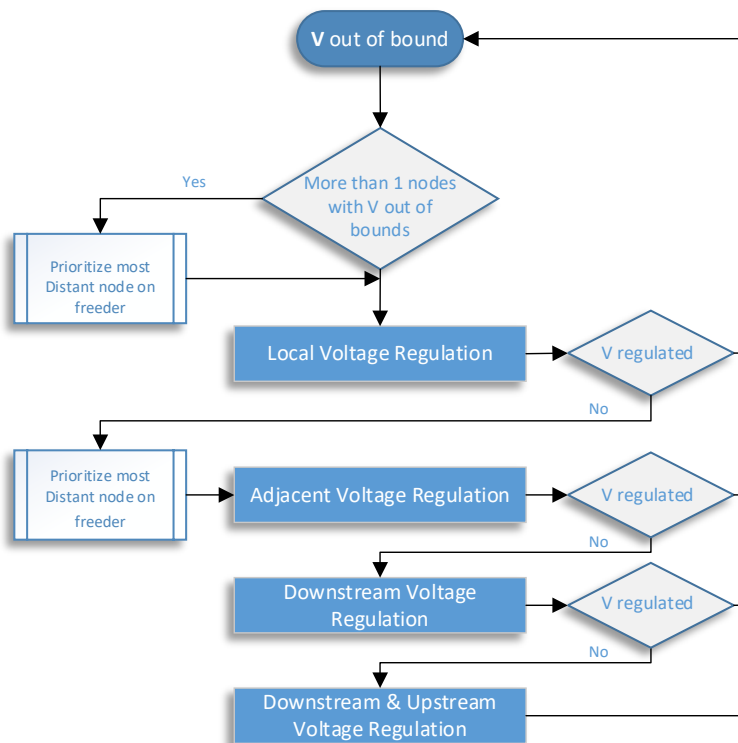 V out of bound
More than 1 nodes
with V out of
bounds
Yes
Prioritize most
Distant node on
freeder
Local Voltage Regulation
V regulated
No
Prioritize most
Distant node on
freeder
Adjacent Voltage Regulation
V regulated
No
Downstream Voltage
Regulation
V regulated
No
Downstream & Upstream
Voltage Regulation